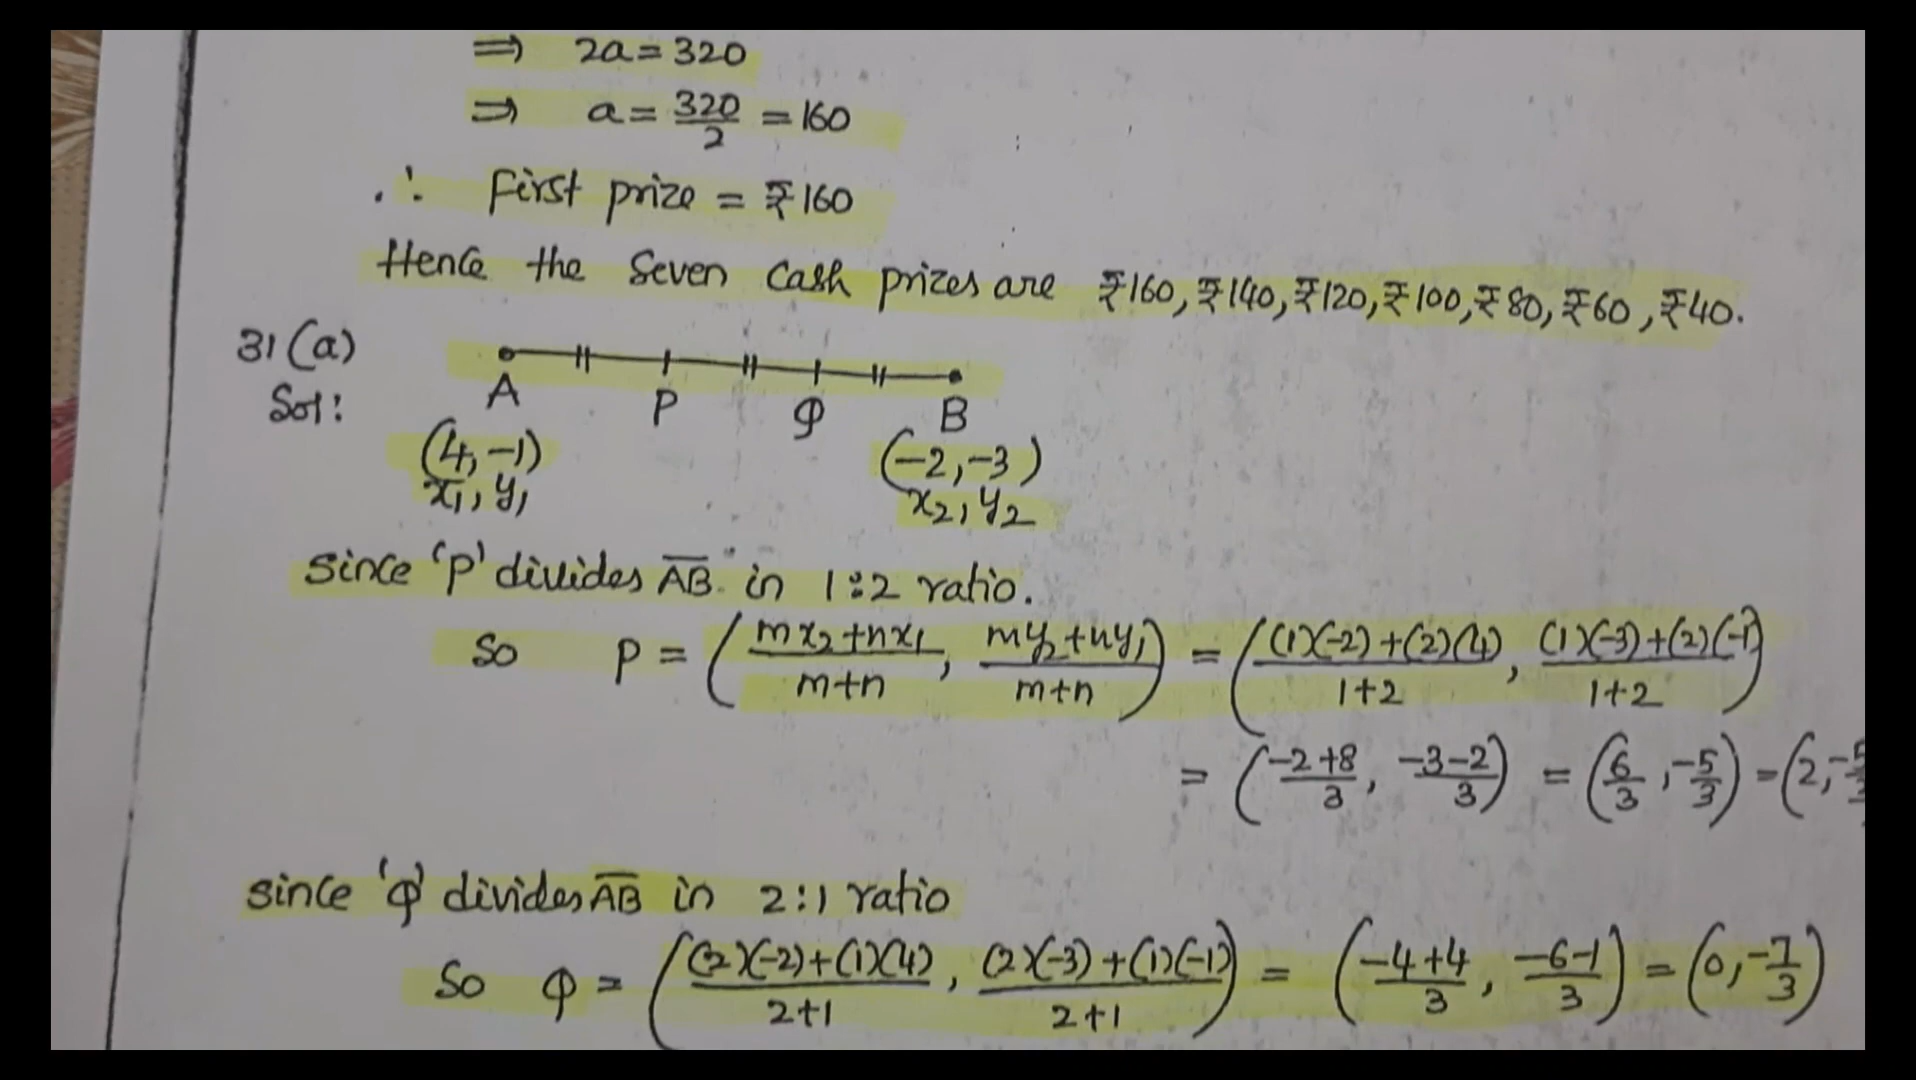 ⇒ 2a = 320
⇒ a = 320/2 = 160
∴ First prize = ₹160
Hence the Seven Cash prizes are ₹160, ₹140, ₹120, ₹100, ₹80, ₹60, ₹40.
31(a)
Sol:
A P Q B
(4, -1) (-2, -3)
x₁, y₁ x₂, y₂
Since 'P' divides A̅B̅ in 1:2 ratio.
So P = ((mx₂+nx₁)/(m+n), (my₂+ny₁)/(m+n)) = (((1)(-2)+(2)(4))/(1+2), ((1)(-3)+(2)(-1))/(1+2))
= ((-2+8)/3, (-3-2)/3) = (6/3, -5/3) = (2, -5/3
Since 'Q' divides A̅B̅ in 2:1 ratio
So Q = (((2)(-2)+(1)(4))/(2+1), ((2)(-3)+(1)(-1))/(2+1)) = ((-4+4)/3, (-6-1)/3) = (0, -7/3)